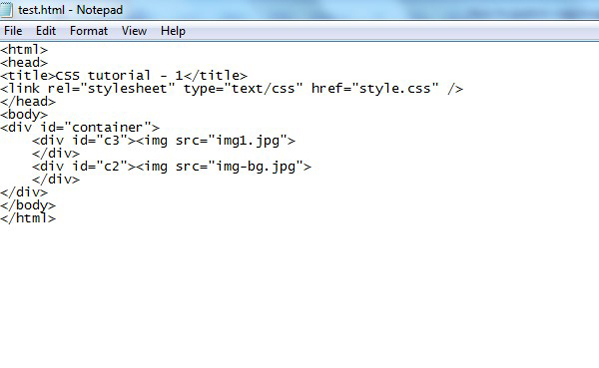 test.html - Notepad
File Edit Format View Help
<html>
<head>
<title>CSS tutorial - 1</title>
<link rel="stylesheet" type="text/css" href="style.css" />
</head>
<body>
<div id="container">
    <div id="c3"><img src="img1.jpg">
    </div>
    <div id="c2"><img src="img-bg.jpg">
    </div>
</div>
</body>
</html>